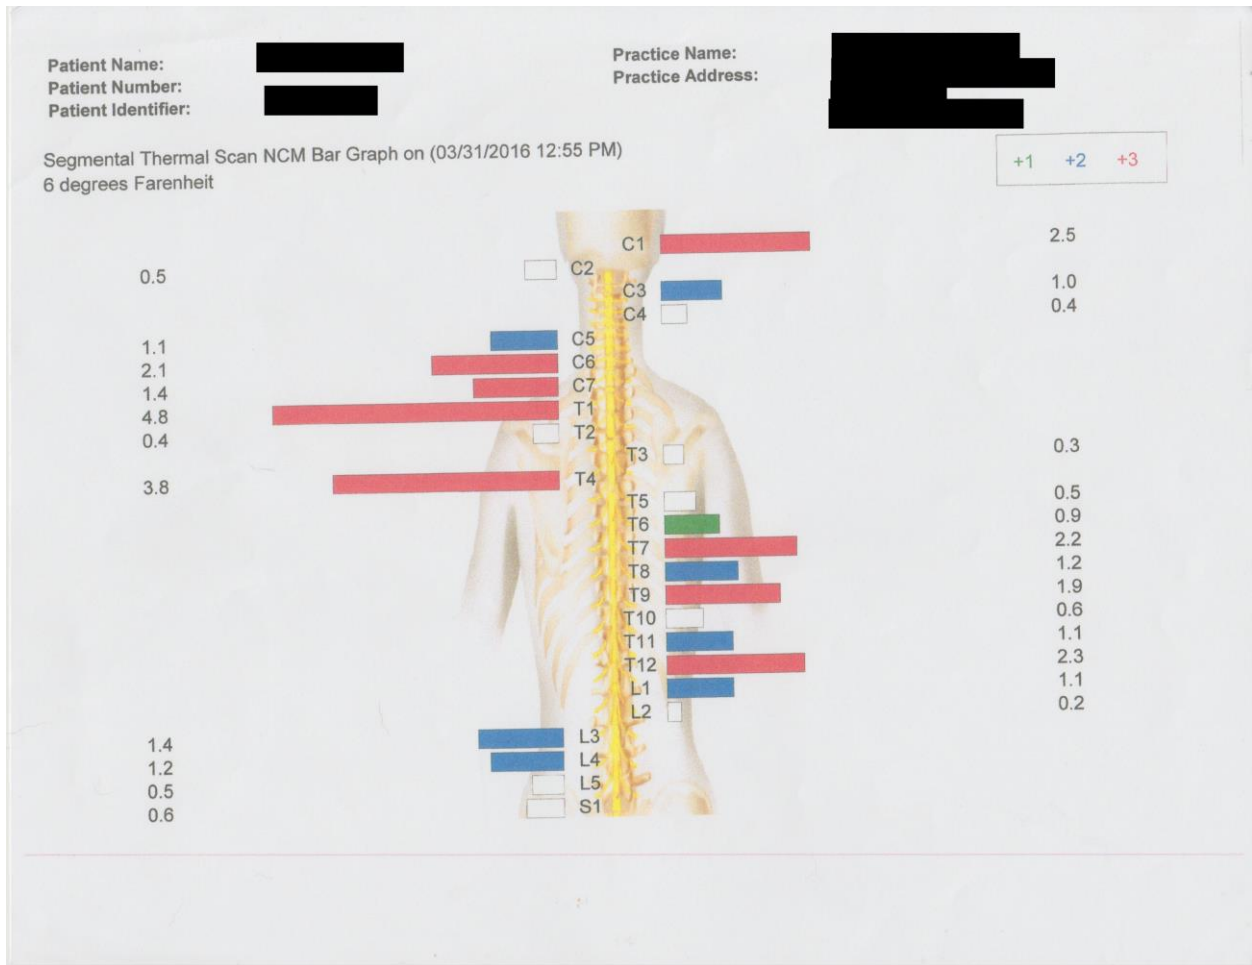 Patient Name:
Patient Number:
Patient Identifier:
Practice Name:
Practice Address:
Segmental Thermal Scan NCM Bar Graph on (03/31/2016 12:55 PM)
6 degrees Farenheit
+1 +2 +3
C1 2.5
0.5 C2
C3 1.0
C4 0.4
1.1 C5
2.1 C6
1.4 C7
4.8 T1
0.4 T2
T3 0.3
3.8 T4
T5 0.5
T6 0.9
T7 2.2
T8 1.2
T9 1.9
T10 0.6
T11 1.1
T12 2.3
L1 1.1
L2 0.2
1.4 L3
1.2 L4
0.5 L5
0.6 S1